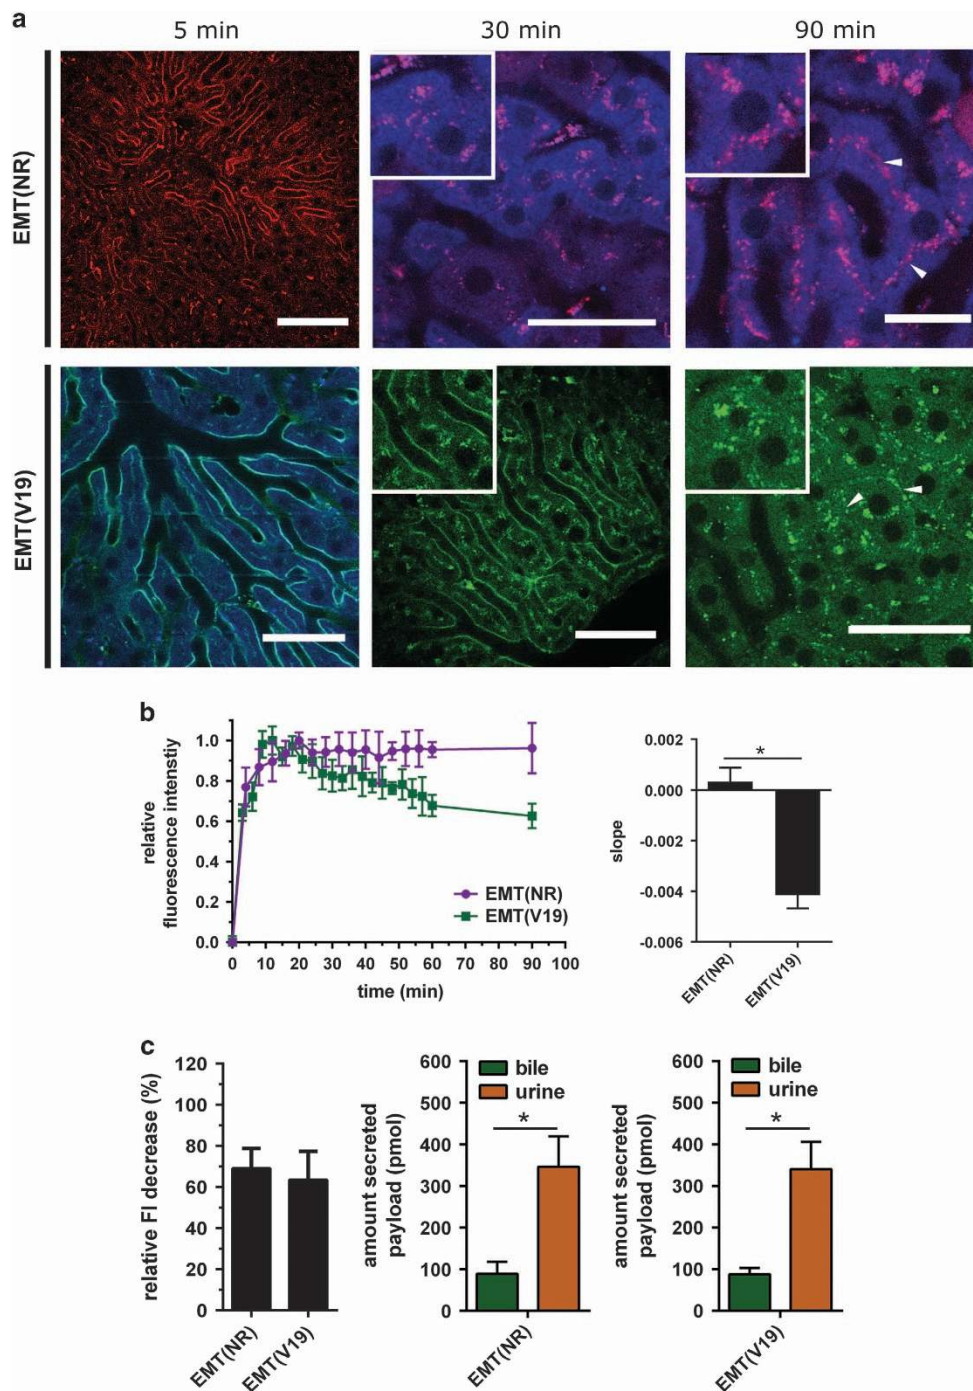 a
5 min 30 min 90 min
EMT(NR)
EMT(V19)
b
relative
fluorescence intenstiy
1.0
0.8
0.6
0.4
0.2
0.0
0 10 20 30 40 50 60 70 80 90 100
time (min)
EMT(NR)
EMT(V19)
slope
0.002
0.000
-0.002
-0.004
-0.006
*
EMT(NR)
EMT(V19)
c
relative FI decrease (%)
120
100
80
60
40
20
0
EMT(NR)
EMT(V19)
amount secreted
payload (pmol)
600
500
400
300
200
100
0
bile
urine
*
EMT(NR)
amount secreted
payload (pmol)
600
500
400
300
200
100
0
bile
urine
*
EMT(V19)